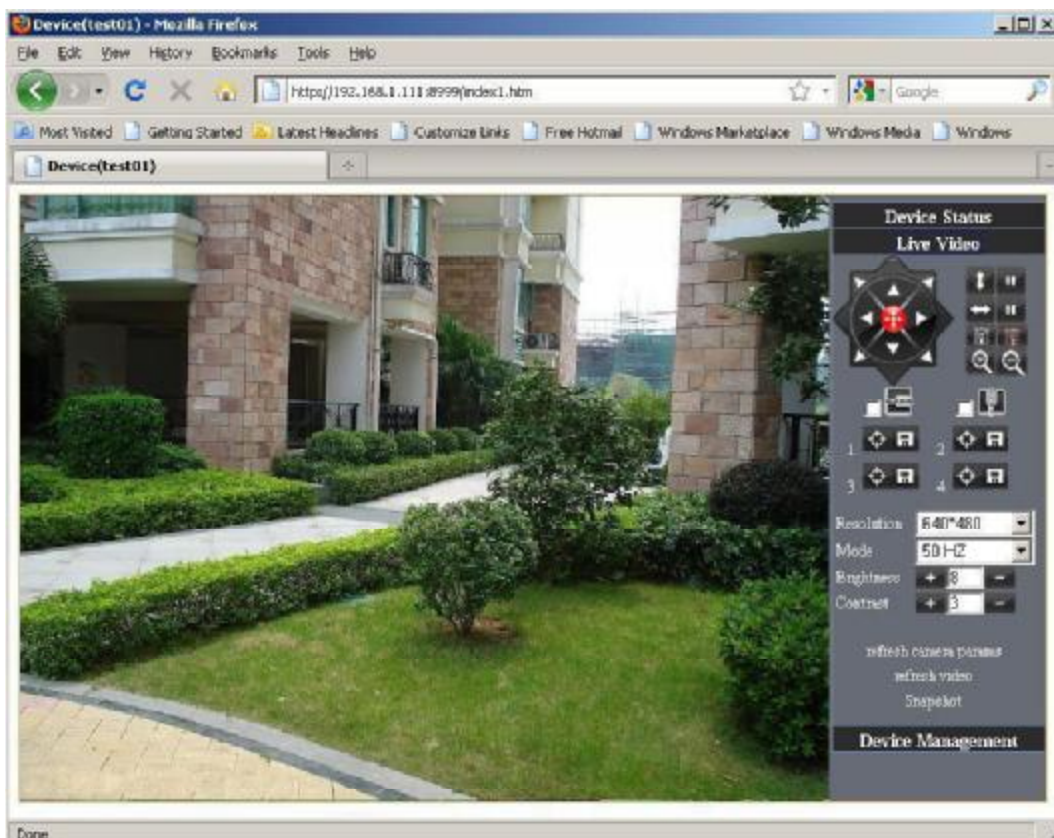 Device(test01) - Mozilla Firefox
File Edit View History Bookmarks Tools Help
https://192.168.1.111:8999/index1.htm
Google
Most Visited Getting Started Latest Headlines Customize Links Free Hotmail Windows Marketplace Windows Media Windows
Device(test01)
Device Status
Live Video
1 2
3 4
Resolution 640*480
Mode 50 HZ
Brightness + 8 -
Contrast + 3 -
refresh camera params
refresh video
Snapshot
Device Management
Done